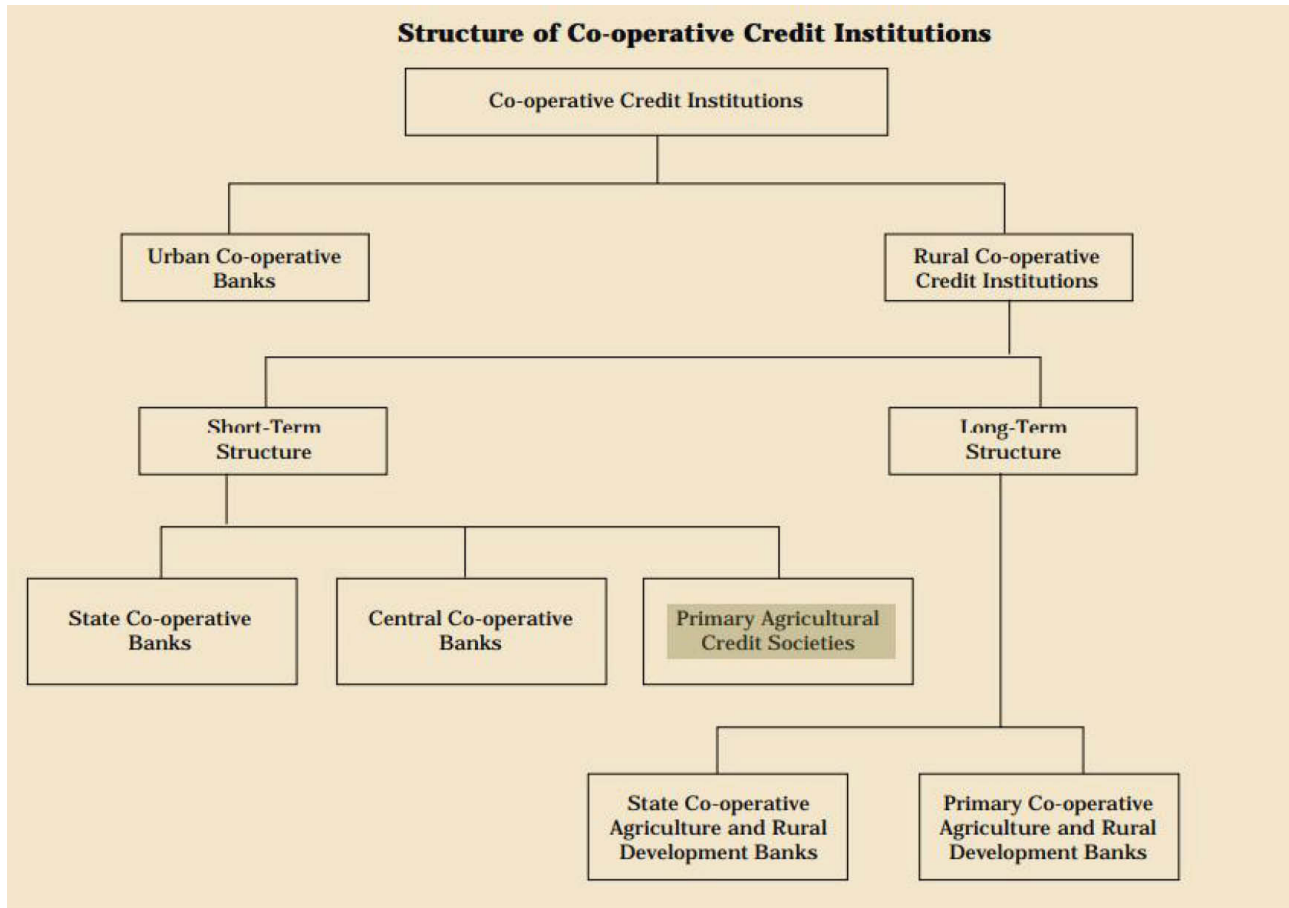 Structure of Co-operative Credit Institutions
Co-operative Credit Institutions
Urban Co-operative
Banks
Rural Co-operative
Credit Institutions
Short-Term
Structure
Long-Term
Structure
State Co-operative
Banks
Central Co-operative
Banks
Primary Agricultural
Credit Societies
State Co-operative
Agriculture and Rural
Development Banks
Primary Co-operative
Agriculture and Rural
Development Banks